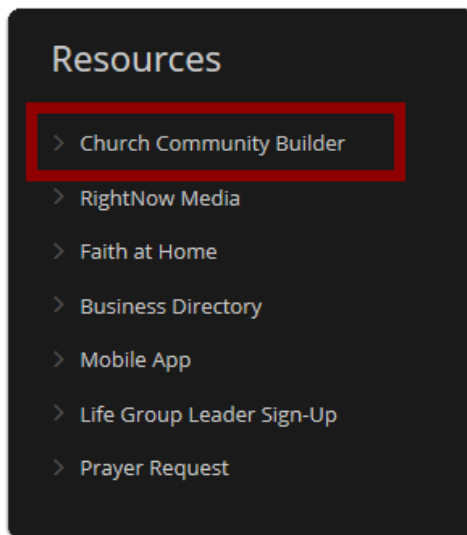 Resources
Church Community Builder
RightNow Media
Faith at Home
Business Directory
Mobile App
Life Group Leader Sign-Up
Prayer Request